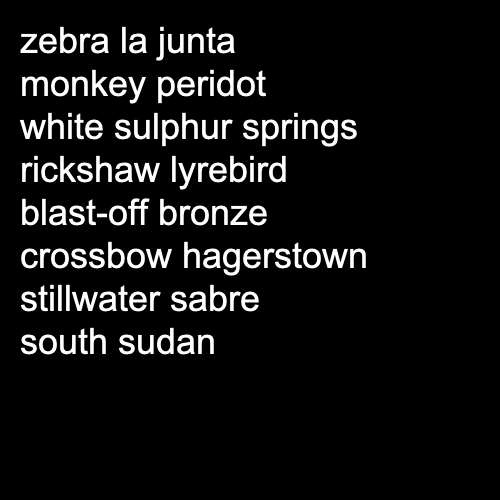 zebra la junta
monkey peridot
white sulphur springs
rickshaw lyrebird
blast-off bronze
crossbow hagerstown
stillwater sabre
south sudan